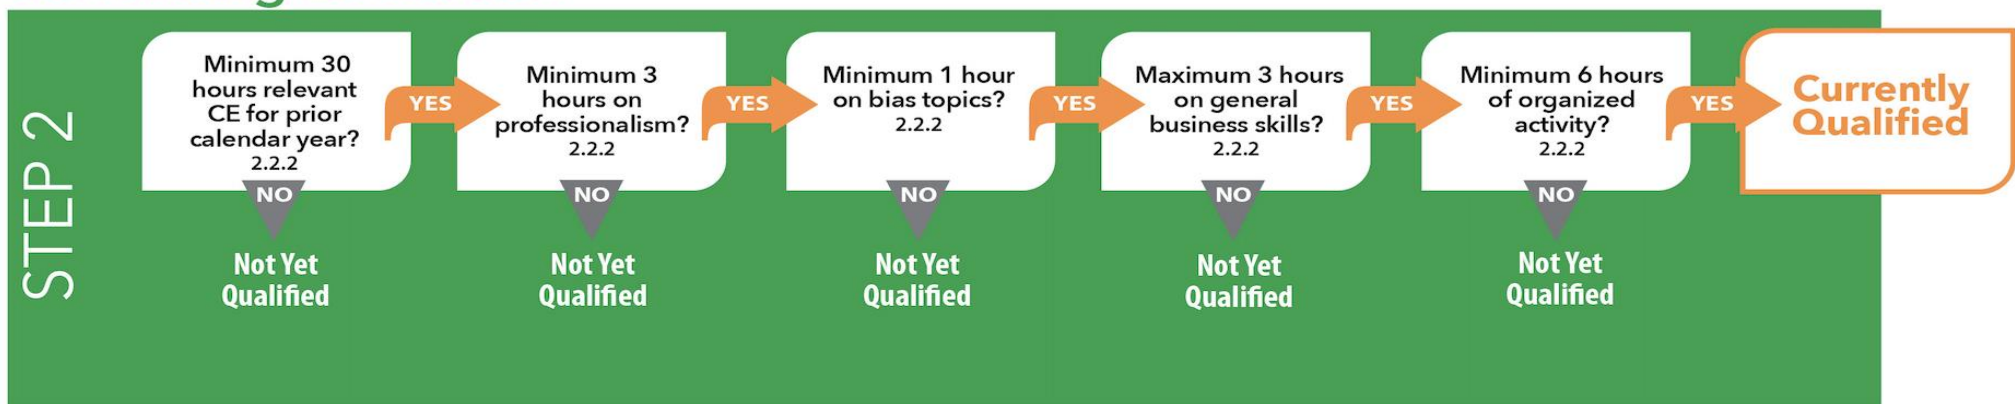 STEP 2
Minimum 30
hours relevant
CE for prior
calendar year?
2.2.2
YES
NO
Not Yet
Qualified
Minimum 3
hours on
professionalism?
2.2.2
YES
NO
Not Yet
Qualified
Minimum 1 hour
on bias topics?
2.2.2
YES
NO
Not Yet
Qualified
Maximum 3 hours
on general
business skills?
2.2.2
YES
NO
Not Yet
Qualified
Minimum 6 hours
of organized
activity?
2.2.2
YES
NO
Not Yet
Qualified
Currently
Qualified